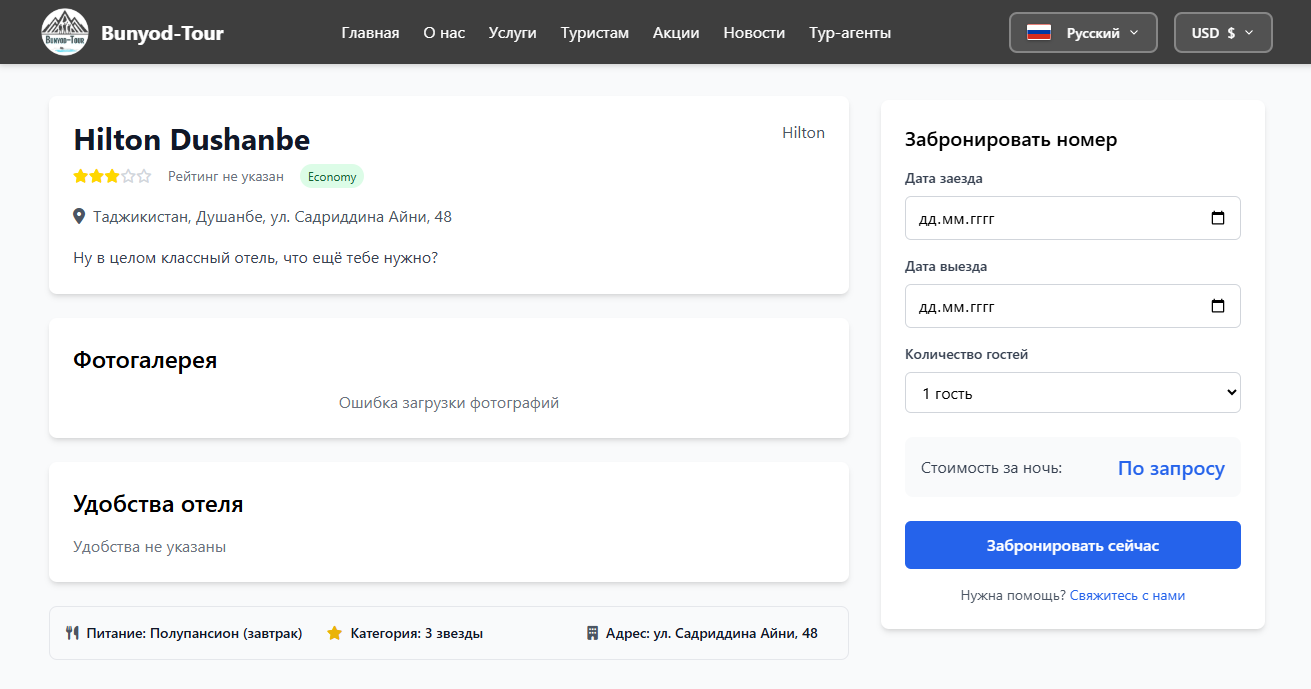 BUNYOD-TOUR
Bunyod-Tour
Главная О нас Услуги Туристам Акции Новости Тур-агенты
Русский
USD $
Hilton Dushanbe
Hilton
Рейтинг не указан Economy
Таджикистан, Душанбе, ул. Садриддина Айни, 48
Ну в целом классный отель, что ещё тебе нужно?
Фотогалерея
Ошибка загрузки фотографий
Удобства отеля
Удобства не указаны
Питание: Полупансион (завтрак) Категория: 3 звезды Адрес: ул. Садриддина Айни, 48
Забронировать номер
Дата заезда
дд.мм.гггг
Дата выезда
дд.мм.гггг
Количество гостей
1 гость
Стоимость за ночь: По запросу
Забронировать сейчас
Нужна помощь? Свяжитесь с нами